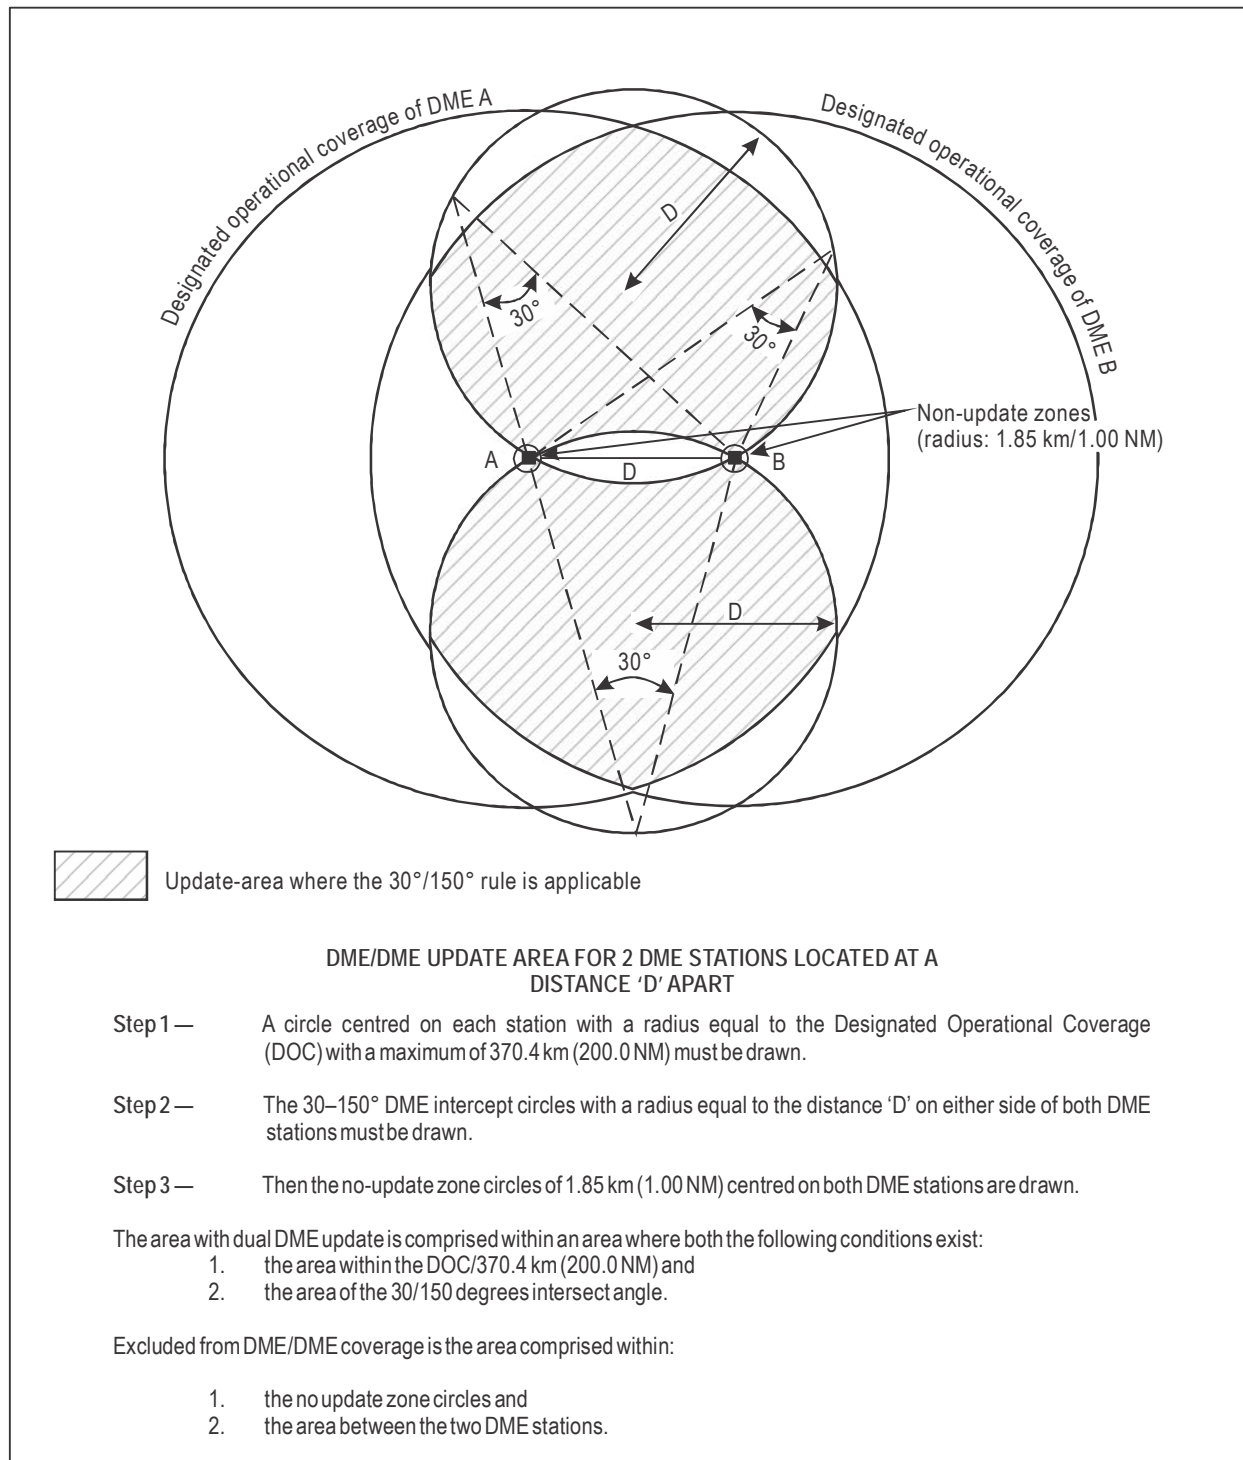 Designated operational coverage of DME A
Designated operational coverage of DME B
D
30°
30°
Non-update zones
(radius: 1.85 km/1.00 NM)
A
D
B
D
30°
Update-area where the 30°/150° rule is applicable
DME/DME UPDATE AREA FOR 2 DME STATIONS LOCATED AT A
DISTANCE ‘D’ APART
Step 1 — A circle centred on each station with a radius equal to the Designated Operational Coverage
(DOC) with a maximum of 370.4 km (200.0 NM) must be drawn.
Step 2 — The 30–150° DME intercept circles with a radius equal to the distance ‘D’ on either side of both DME
stations must be drawn.
Step 3 — Then the no-update zone circles of 1.85 km (1.00 NM) centred on both DME stations are drawn.
The area with dual DME update is comprised within an area where both the following conditions exist:
1. the area within the DOC/370.4 km (200.0 NM) and
2. the area of the 30/150 degrees intersect angle.
Excluded from DME/DME coverage is the area comprised within:
1. the no update zone circles and
2. the area between the two DME stations.